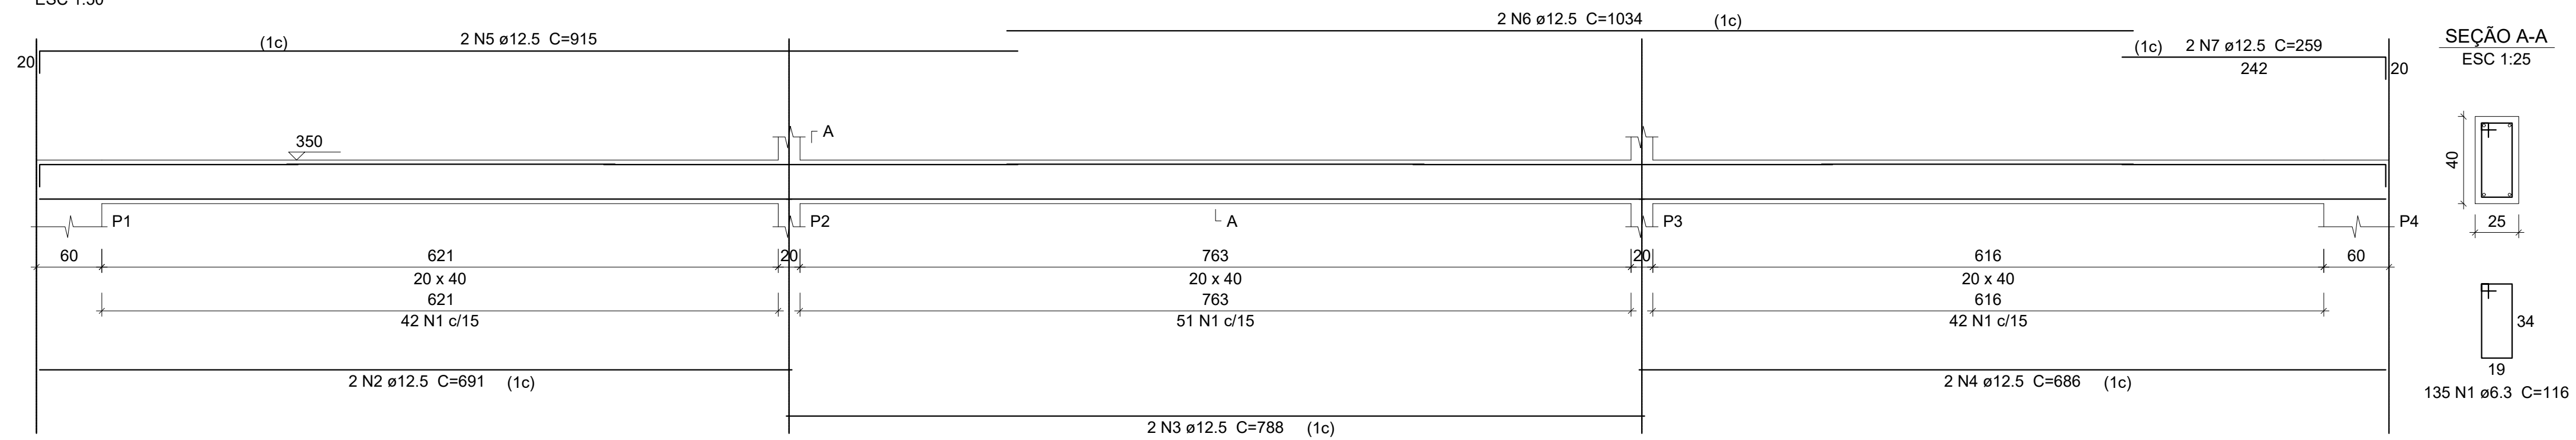 ESC 1:50
2 N6 ø12.5 C=1034 (1c)
(1c) 2 N5 ø12.5 C=915
20
(1c) 2 N7 ø12.5 C=259
242
20
SEÇÃO A-A
ESC 1:25
350
A
40
25
P1
P2
A
P3
P4
60 621 20 763 20 616 60
20 x 40 20 x 40 20 x 40
621 763 616
42 N1 c/15 51 N1 c/15 42 N1 c/15
34
19
135 N1 ø6.3 C=116
2 N2 ø12.5 C=691 (1c)
2 N4 ø12.5 C=686 (1c)
2 N3 ø12.5 C=788 (1c)